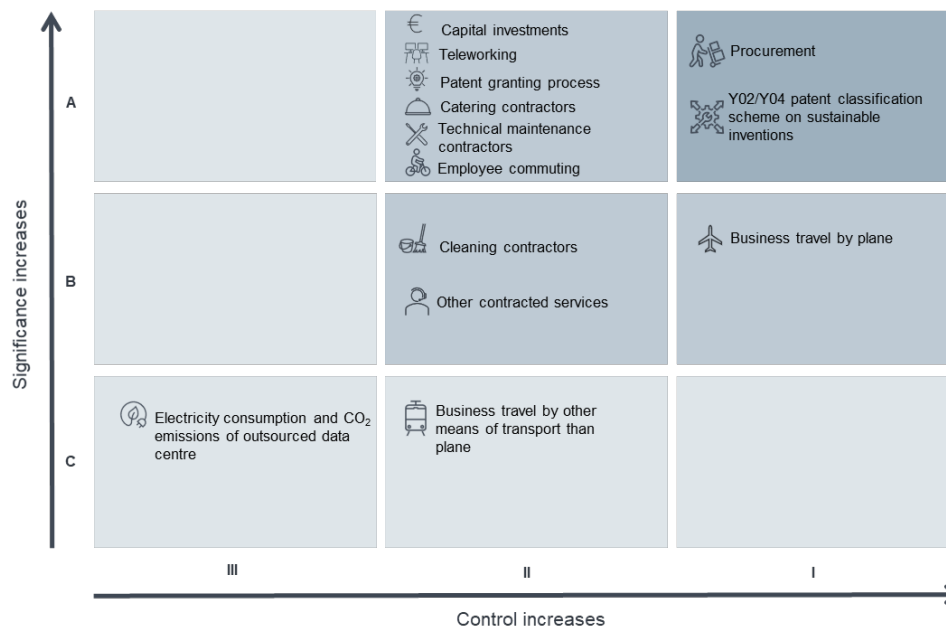 A
€ Capital investments
Teleworking
Patent granting process
Catering contractors
Technical maintenance
contractors
Employee commuting
Procurement
Y02/Y04 patent classification
scheme on sustainable
inventions
Significance increases
B
Cleaning contractors
Other contracted services
Business travel by plane
C
Electricity consumption and CO₂
emissions of outsourced data
centre
Business travel by other
means of transport than
plane
III
II
I
Control increases